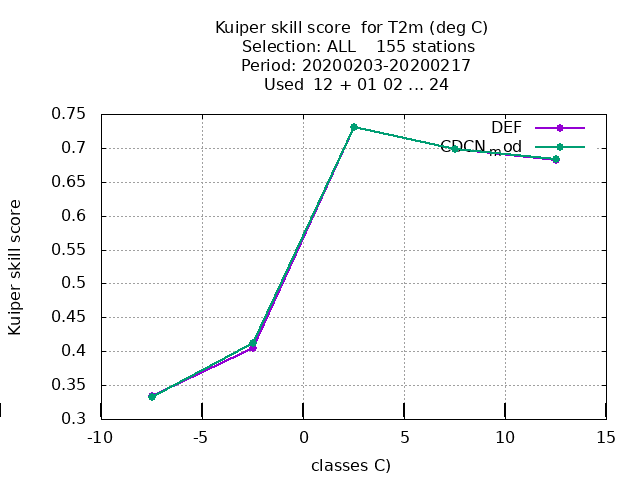 Kuiper skill score  for T2m (deg C)
Selection: ALL    155 stations
Period: 20200203-20200217
Used  12 + 01 02 ... 24
DEF
CDCN_mod
0.75
0.7
0.65
0.6
0.55
0.5
0.45
0.4
0.35
0.3
Kuiper skill score
-10
-5
0
5
10
15
classes C)